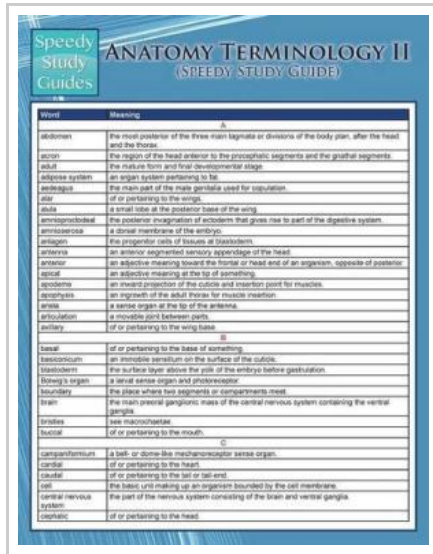 Speedy
Study
Guides
ANATOMY TERMINOLOGY II
(SPEEDY STUDY GUIDE)
Word Meaning
A
abdomen the most posterior of the three main tagmata or divisions of the body plan, after the head
and the thorax.
acron the region of the head anterior to the procephalic segments and the gnathal segments.
adult the mature form and final developmental stage.
adipose system an organ system pertaining to fat.
aedeagus the main part of the male genitalia used for copulation.
alar of or pertaining to the wings.
alula a small lobe at the posterior base of the wing.
amnioproctodeal the posterior invagination of ectoderm that gives rise to part of the digestive system.
amnioserosa a dorsal membrane of the embryo.
anlagen the progenitor cells of tissues at blastoderm.
antenna an anterior segmented sensory appendage of the head.
anterior an adjective meaning toward the frontal or head end of an organism, opposite of posterior.
apical an adjective meaning at the tip of something.
apodeme an inward projection of the cuticle and insertion point for muscles.
apophysis an ingrowth of the adult thorax for muscle insertion.
arista a sense organ at the tip of the antenna.
articulation a movable joint between parts.
axillary of or pertaining to the wing base.
B
basal of or pertaining to the base of something.
basiconicum an immobile sensillum on the surface of the cuticle.
blastoderm the surface layer above the yolk of the embryo before gastrulation.
Bolwig's organ a larval sense organ and photoreceptor.
boundary the place where two segments or compartments meet.
brain the main preoral ganglionic mass of the central nervous system containing the ventral
ganglia.
bristles see macrochaetae.
buccal of or pertaining to the mouth.
C
campaniformium a bell- or dome-like mechanoreceptor sense organ.
cardial of or pertaining to the heart.
caudal of or pertaining to the tail or tail-end.
cell the basic unit making up an organism bounded by the cell membrane.
central nervous the part of the nervous system consisting of the brain and ventral ganglia.
system
cephalic of or pertaining to the head.